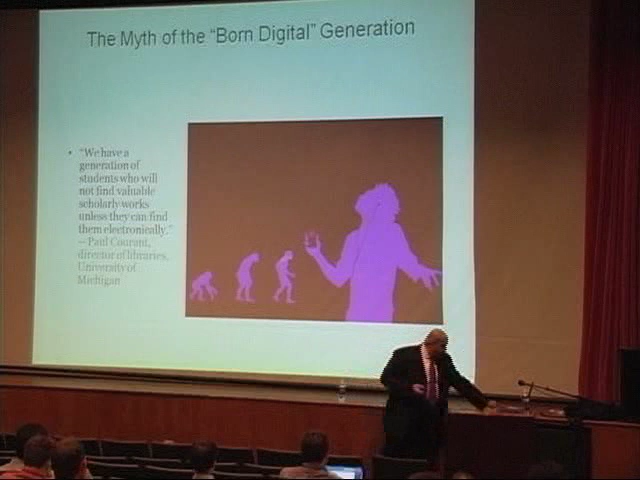 The Myth of the "Born Digital" Generation
• "We have a
generation of
students who will
not find valuable
scholarly works
unless they can find
them electronically."
– Paul Courant,
director of libraries,
University of
Michigan